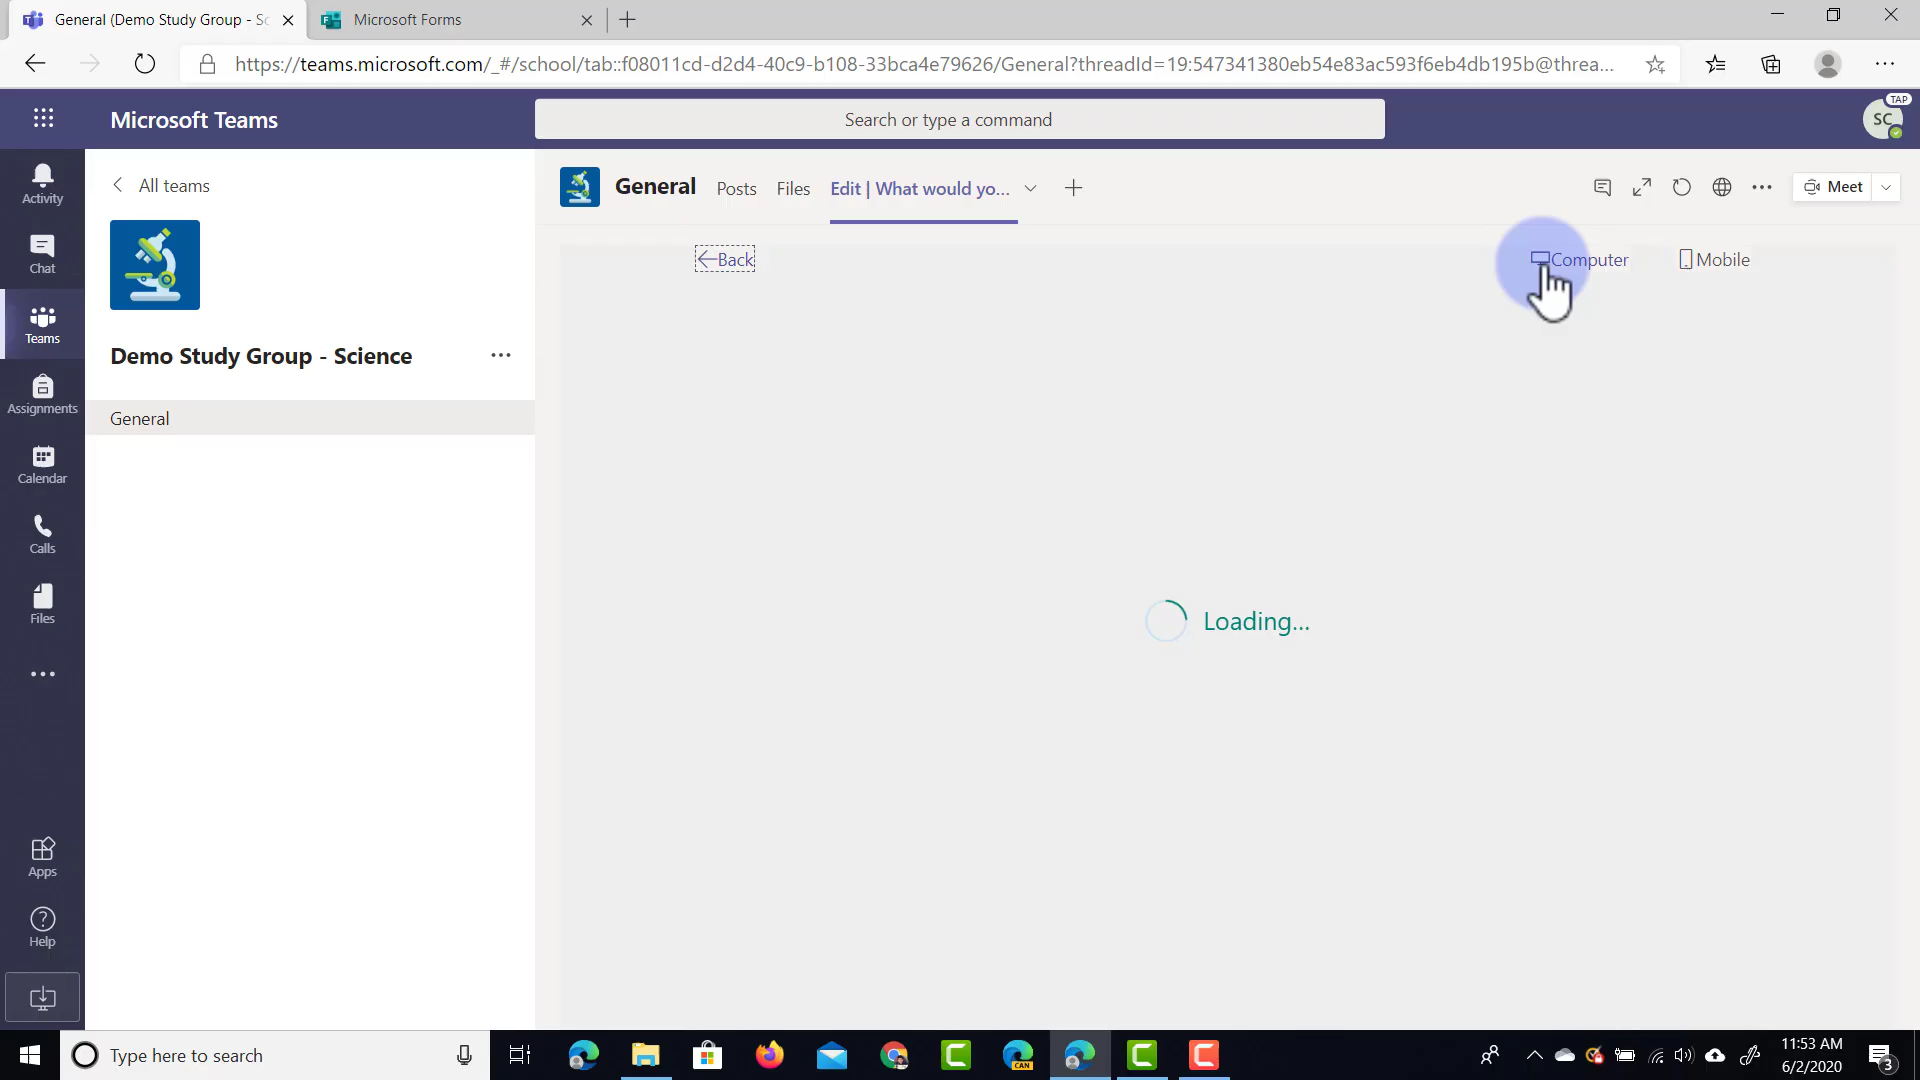 General (Demo Study Group - Sc
Microsoft Forms
https://teams.microsoft.com/_#/school/tab::f08011cd-d2d4-40c9-b108-33bca4e79626/General?threadId=19:547341380eb54e83ac593f6eb4db195b@threa...
Microsoft Teams
Search or type a command
TAP
SC
Activity
Chat
Teams
Assignments
Calendar
Calls
Files
Apps
Help
All teams
Demo Study Group - Science
General
General
Posts
Files
Edit | What would yo...
Meet
Back
Computer
Mobile
Loading...
Type here to search
CAN
11:53 AM
6/2/2020
3